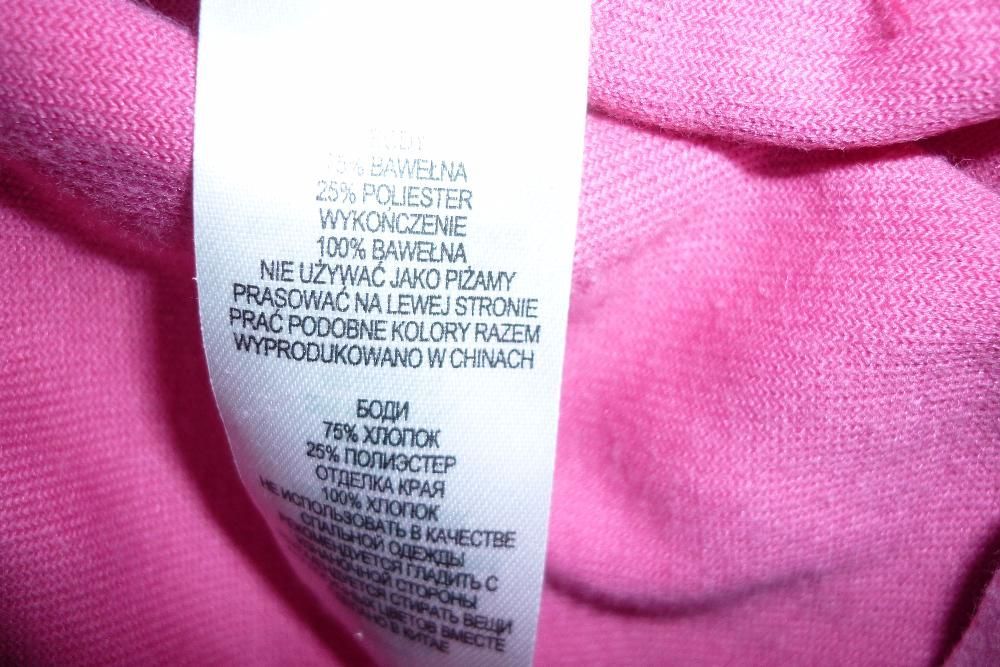 BODY
75% BAWEŁNA
25% POLIESTER
WYKOŃCZENIE
100% BAWEŁNA
NIE UŻYWAĆ JAKO PIŻAMY
PRASOWAĆ NA LEWEJ STRONIE
PRAĆ PODOBNE KOLORY RAZEM
WYPRODUKOWANO W CHINACH
БОДИ
75% ХЛОПОК
25% ПОЛИЭСТЕР
ОТДЕЛКА КРАЯ
100% ХЛОПОК
НЕ ИСПОЛЬЗОВАТЬ В КАЧЕСТВЕ
СПАЛЬНОЙ ОДЕЖДЫ
ГЛАДИТЬ С
СТОРОНЫ
СТИРАТЬ ВЕЩИ
ЦВЕТОВ ВМЕСТЕ
В КИТАЕ